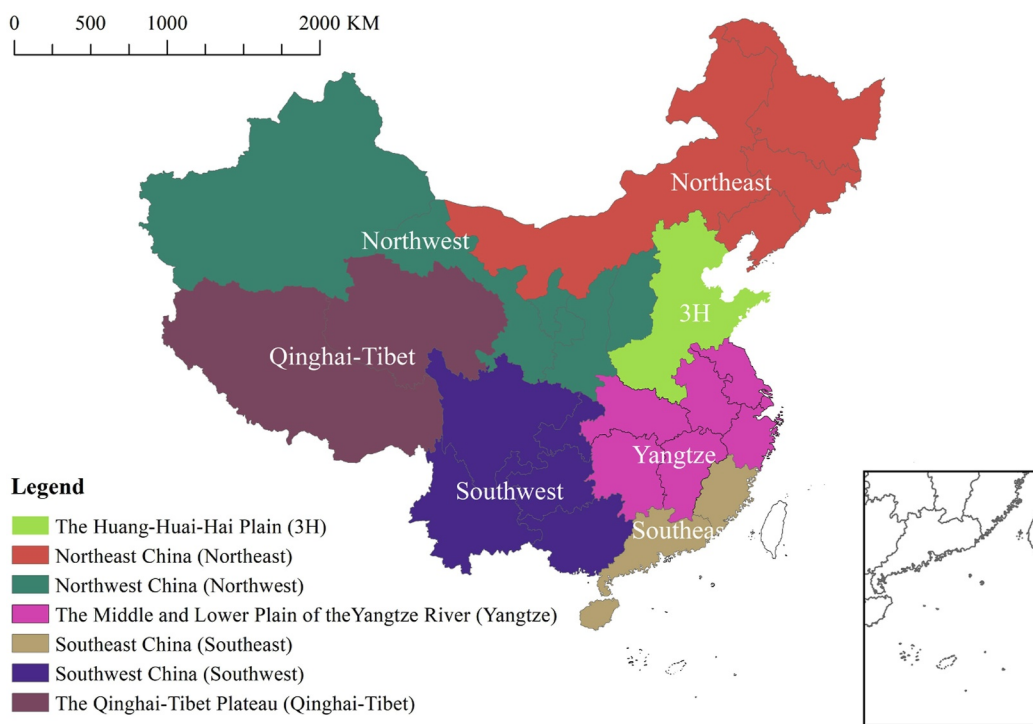 0 500 1000 2000 KM
Northeast
Northwest
3H
Qinghai-Tibet
Yangtze
Southwest
Southeas
Legend
The Huang-Huai-Hai Plain (3H)
Northeast China (Northeast)
Northwest China (Northwest)
The Middle and Lower Plain of theYangtze River (Yangtze)
Southeast China (Southeast)
Southwest China (Southwest)
The Qinghai-Tibet Plateau (Qinghai-Tibet)